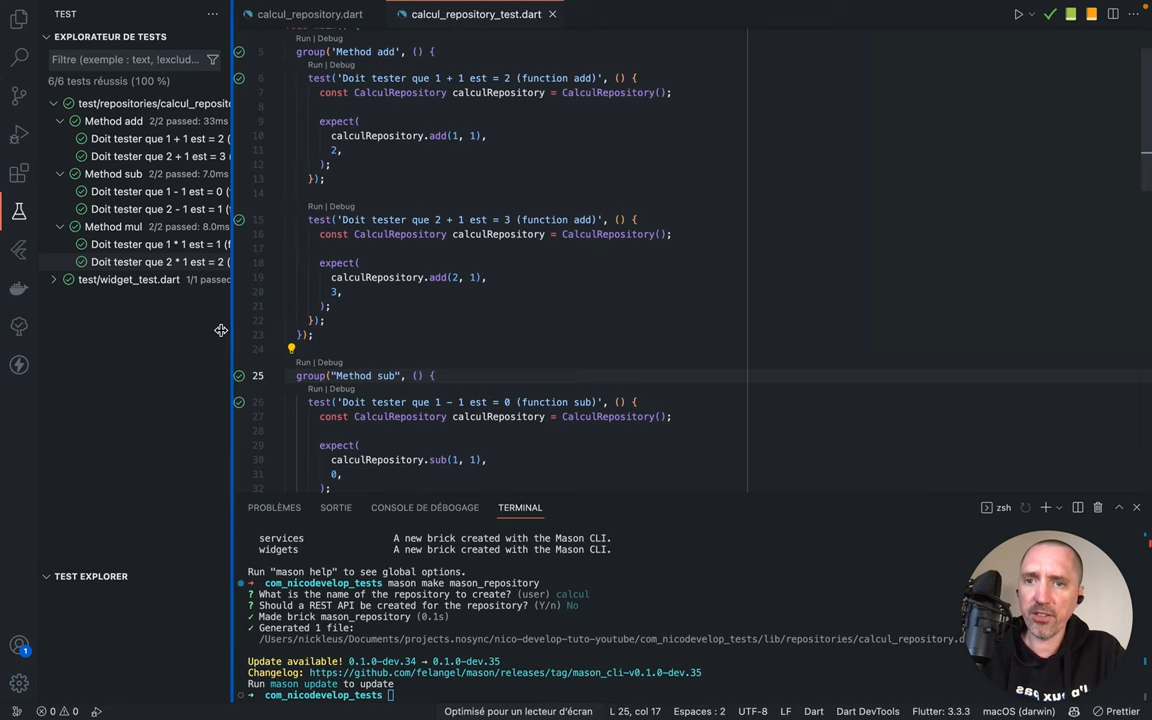 TEST
EXPLORATEUR DE TESTS
Filtre (exemple : text, !exclud...
6/6 tests réussis (100 %)
test/repositories/calcul_reposito
Method add 2/2 passed: 33ms
Doit tester que 1 + 1 est = 2 (
Doit tester que 2 + 1 est = 3 (
Method sub 2/2 passed: 7.0ms
Doit tester que 1 - 1 est = 0 (
Doit tester que 2 - 1 est = 1 (
Method mul 2/2 passed: 8.0ms
Doit tester que 1 * 1 est = 1 (
Doit tester que 2 * 1 est = 2 (
test/widget_test.dart 1/1 passed
TEST EXPLORER
1
calcul_repository.dart
calcul_repository_test.dart
Run | Debug
5 group('Method add', () {
Run | Debug
6 test('Doit tester que 1 + 1 est = 2 (function add)', () {
7 const CalculRepository calculRepository = CalculRepository();
8
9 expect(
10 calculRepository.add(1, 1),
11 2,
12 );
13 });
14
Run | Debug
15 test('Doit tester que 2 + 1 est = 3 (function add)', () {
16 const CalculRepository calculRepository = CalculRepository();
17
18 expect(
19 calculRepository.add(2, 1),
20 3,
21 );
22 });
23 });
24
Run | Debug
25 group("Method sub", () {
Run | Debug
26 test('Doit tester que 1 - 1 est = 0 (function sub)', () {
27 const CalculRepository calculRepository = CalculRepository();
28
29 expect(
30 calculRepository.sub(1, 1),
31 0,
32 );
PROBLÈMES SORTIE CONSOLE DE DÉBOGAGE TERMINAL
zsh
services A new brick created with the Mason CLI.
widgets A new brick created with the Mason CLI.
Run "mason help" to see global options.
➜ com_nicodevelop_tests mason make mason_repository
? What is the name of the repository to create? (user) calcul
? Should a REST API be created for the repository? (Y/n) No
✓ Made brick mason_repository (0.1s)
✓ Generated 1 file:
/Users/nickleus/Documents/projects.nosync/nico-develop-tuto-youtube/com_nicodevelop_tests/lib/repositories/calcul_repository.d
Update available! 0.1.0-dev.34 → 0.1.0-dev.35
Changelog: https://github.com/felangel/mason/releases/tag/mason_cli-v0.1.0-dev.35
Run mason update to update
➜ com_nicodevelop_tests
0 0 Optimisé pour un lecteur d'écran L 25, col 17 Espaces : 2 UTF-8 LF Dart Dart DevTools Flutter: 3.3.3 macOS (darwin) Prettier